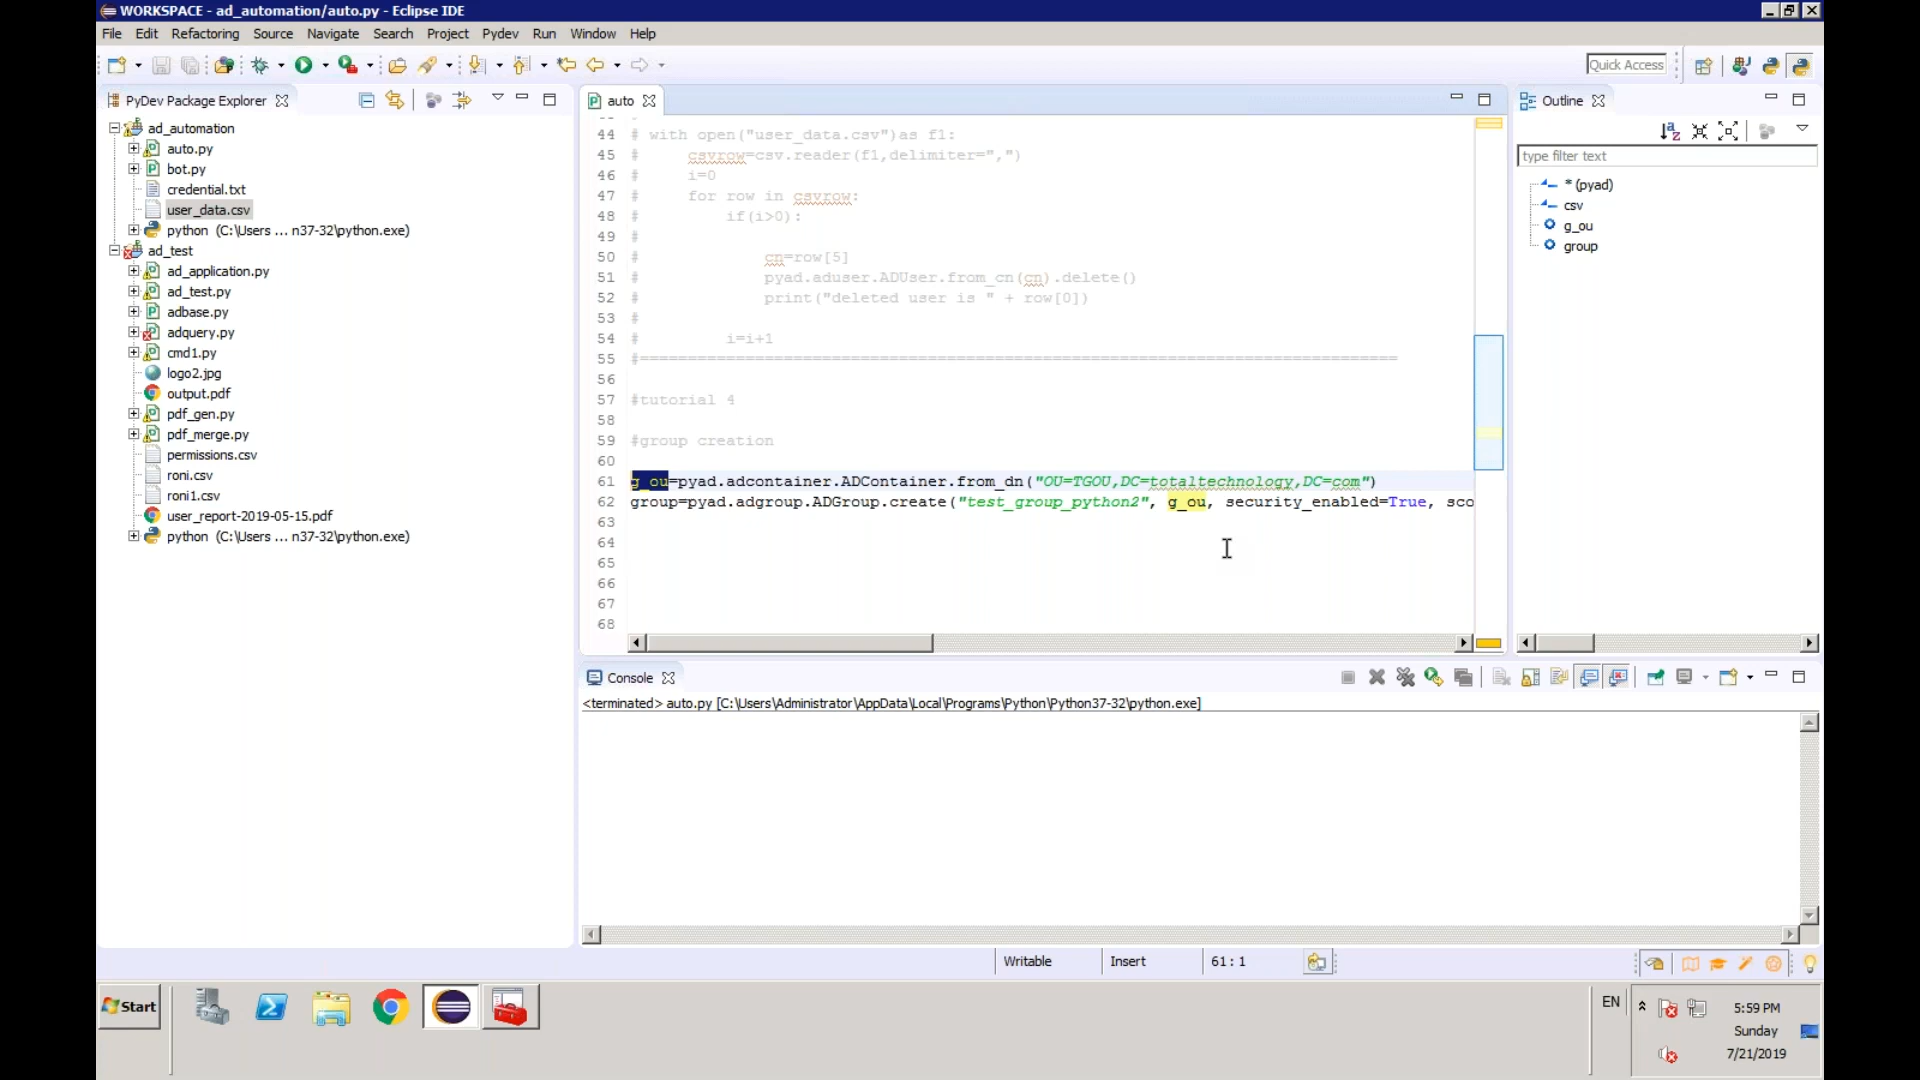 WORKSPACE - ad_automation/auto.py - Eclipse IDE
File Edit Refactoring Source Navigate Search Project Pydev Run Window Help
Quick Access
PyDev Package Explorer
ad_automation
auto.py
bot.py
credential.txt
user_data.csv
python (C:\Users ... n37-32\python.exe)
ad_test
ad_application.py
ad_test.py
adbase.py
adquery.py
cmd1.py
logo2.jpg
output.pdf
pdf_gen.py
pdf_merge.py
permissions.csv
roni.csv
roni1.csv
user_report-2019-05-15.pdf
python (C:\Users ... n37-32\python.exe)
auto
44 # with open("user_data.csv")as f1:
45 # csvrow=csv.reader(f1,delimiter=",")
46 # i=0
47 # for row in csvrow:
48 # if(i>0):
49 #
50 # cn=row[5]
51 # pyad.aduser.ADUser.from_cn(cn).delete()
52 # print("deleted user is " + row[0])
53 #
54 # i=i+1
55 #===============================================================================
56
57 #tutorial 4
58
59 #group creation
60
61 g_ou=pyad.adcontainer.ADContainer.from_dn("OU=TGOU,DC=totaltechnology,DC=com")
62 group=pyad.adgroup.ADGroup.create("test_group_python2", g_ou, security_enabled=True, sco
63
64
65
66
67
68
Outline
type filter text
* (pyad)
csv
g_ou
group
Console
<terminated> auto.py [C:\Users\Administrator\AppData\Local\Programs\Python\Python37-32\python.exe]
Writable Insert 61 : 1
Start
EN
5:59 PM
Sunday
7/21/2019